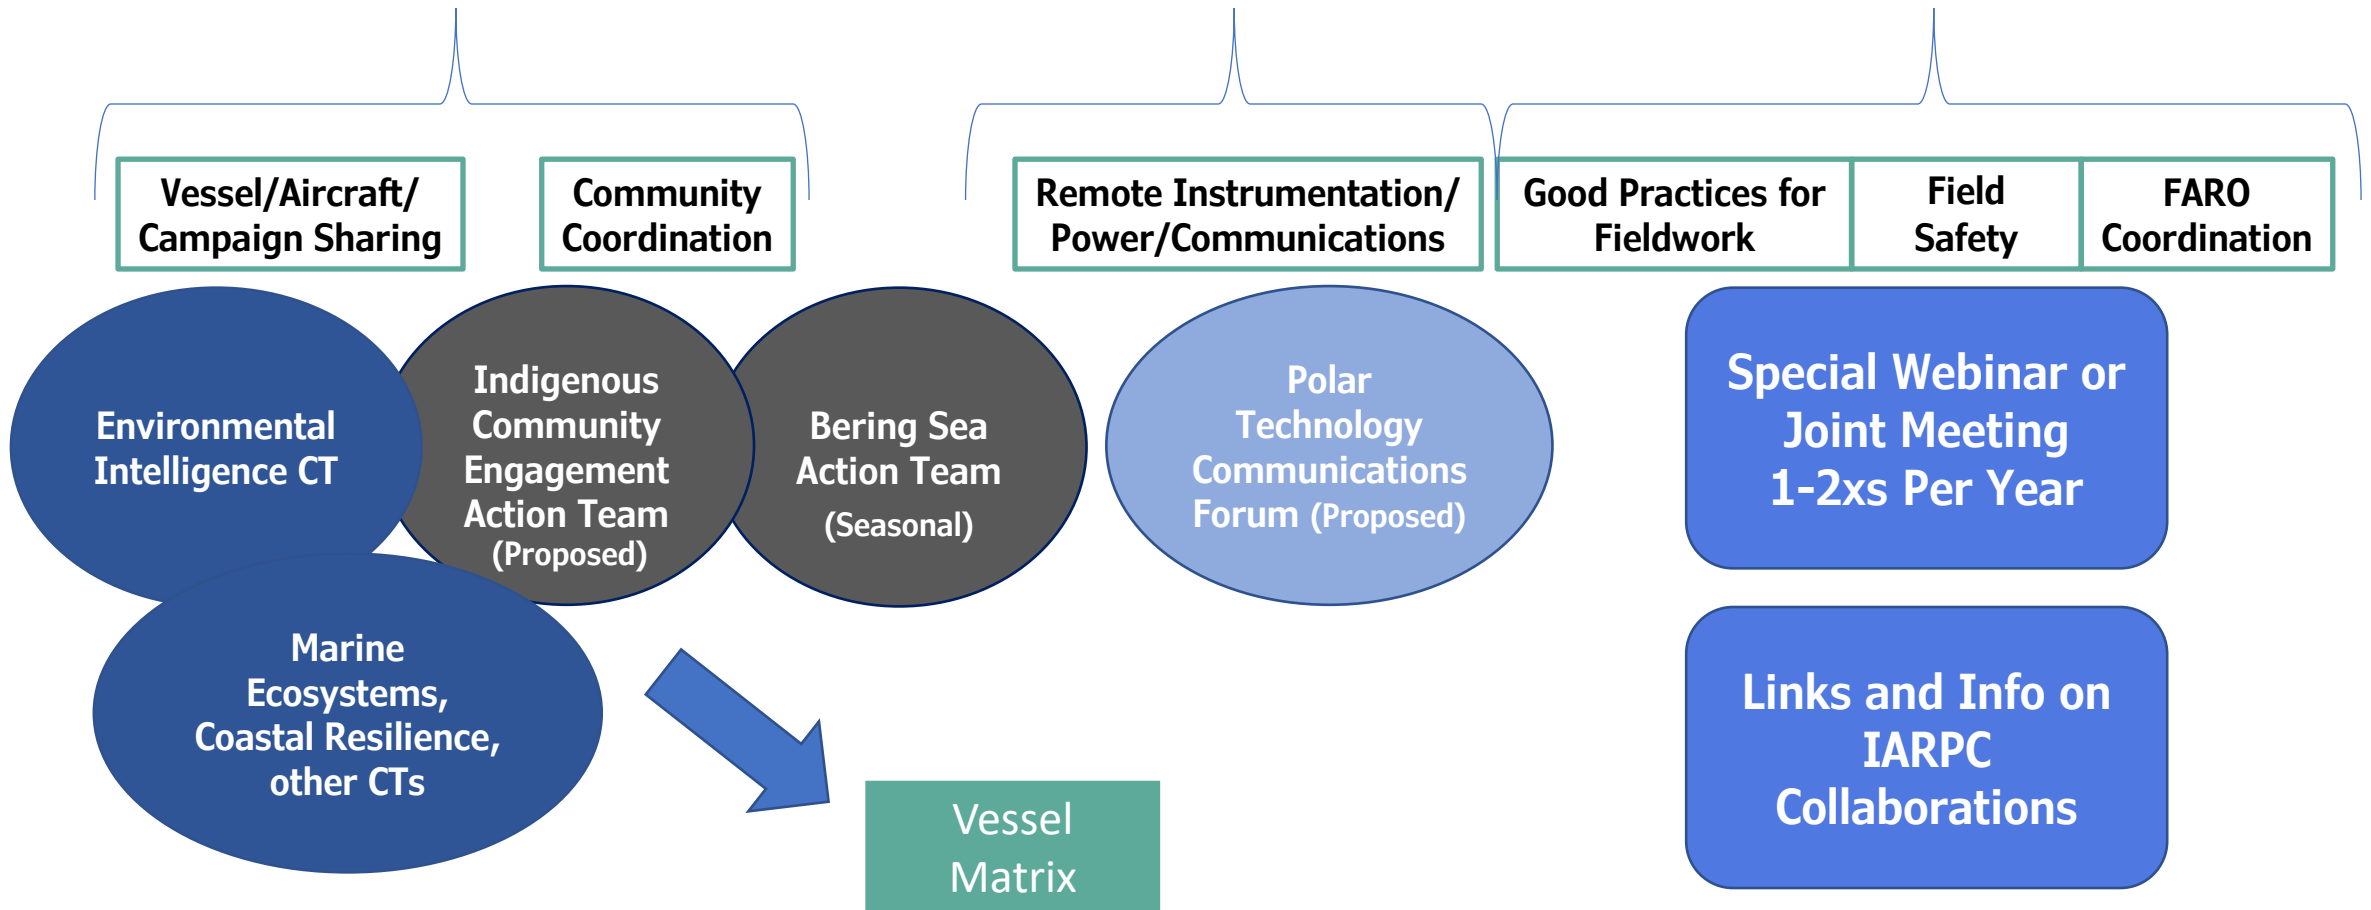 Vessel/Aircraft/
Campaign Sharing
Community
Coordination
Remote Instrumentation/
Power/Communications
Good Practices for
Fieldwork
Field
Safety
FARO
Coordination
Environmental
Intelligence CT
Indigenous
Community
Engagement
Action Team
(Proposed)
Bering Sea
Action Team
(Seasonal)
Polar
Technology
Communications
Forum (Proposed)
Special Webinar or
Joint Meeting
1-2xs Per Year
Marine
Ecosystems,
Coastal Resilience,
other CTs
Vessel
Matrix
Links and Info on
IARPC
Collaborations